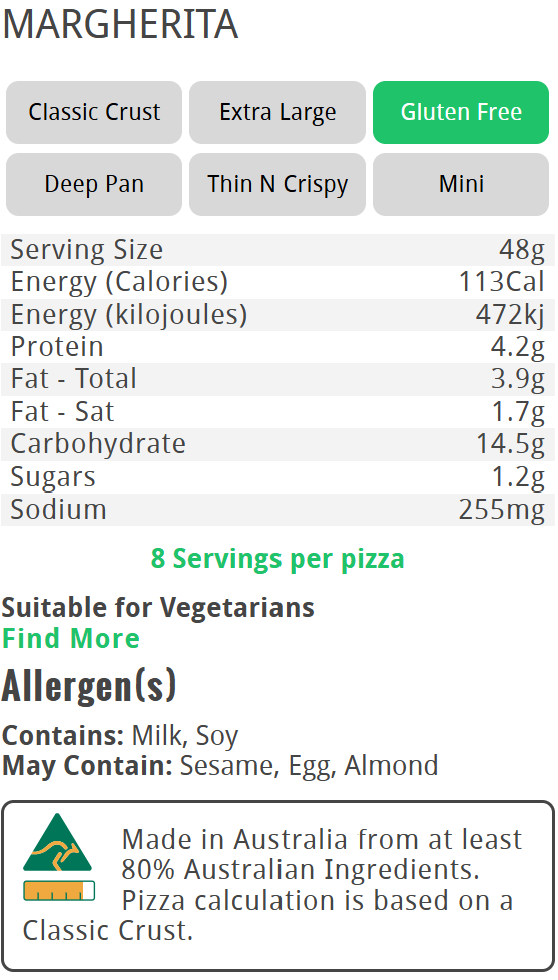 MARGHERITA
Classic Crust Extra Large Gluten Free
Deep Pan Thin N Crispy Mini
Serving Size 48g
Energy (Calories) 113Cal
Energy (kilojoules) 472kj
Protein 4.2g
Fat - Total 3.9g
Fat - Sat 1.7g
Carbohydrate 14.5g
Sugars 1.2g
Sodium 255mg
8 Servings per pizza
Suitable for Vegetarians
Find More
Allergen(s)
Contains: Milk, Soy
May Contain: Sesame, Egg, Almond
Made in Australia from at least
80% Australian Ingredients.
Pizza calculation is based on a
Classic Crust.